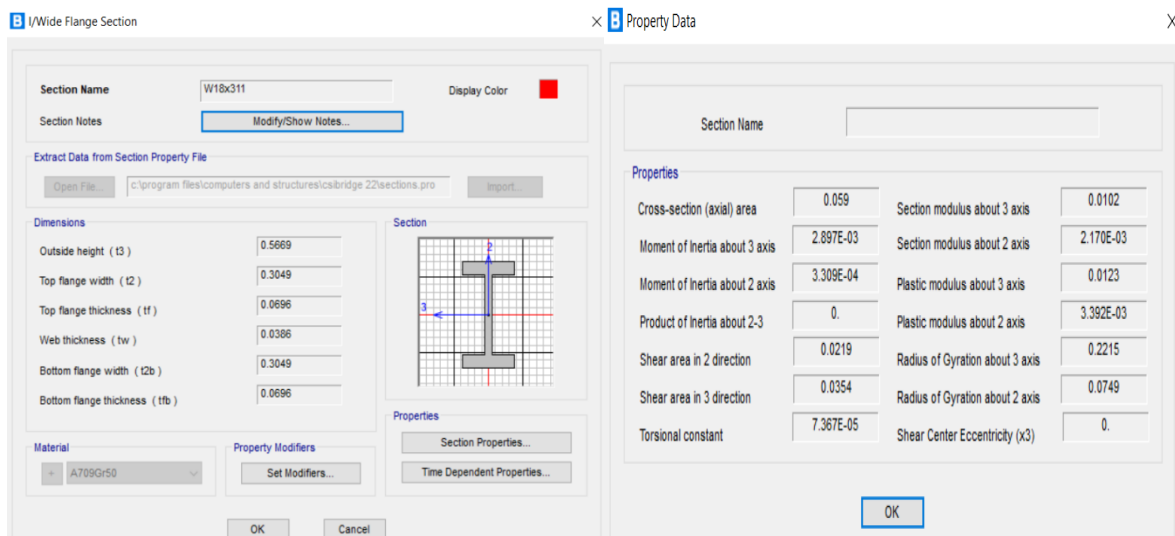 B I/Wide Flange Section
Section Name W18x311 Display Color
Section Notes Modify/Show Notes...
Extract Data from Section Property File
Open File... c:\program files\computers and structures\csibridge 22\sections.pro Import...
Dimensions
Outside height ( t3 ) 0.5669
Top flange width ( t2 ) 0.3049
Top flange thickness ( tf ) 0.0696
Web thickness ( tw ) 0.0386
Bottom flange width ( t2b ) 0.3049
Bottom flange thickness ( tfb ) 0.0696
Section
2
3
Material
+ A709Gr50
Property Modifiers
Set Modifiers...
Properties
Section Properties...
Time Dependent Properties...
OK Cancel
B Property Data
Section Name
Properties
Cross-section (axial) area 0.059
Moment of Inertia about 3 axis 2.897E-03
Moment of Inertia about 2 axis 3.309E-04
Product of Inertia about 2-3 0.
Shear area in 2 direction 0.0219
Shear area in 3 direction 0.0354
Torsional constant 7.367E-05
Section modulus about 3 axis 0.0102
Section modulus about 2 axis 2.170E-03
Plastic modulus about 3 axis 0.0123
Plastic modulus about 2 axis 3.392E-03
Radius of Gyration about 3 axis 0.2215
Radius of Gyration about 2 axis 0.0749
Shear Center Eccentricity (x3) 0.
OK